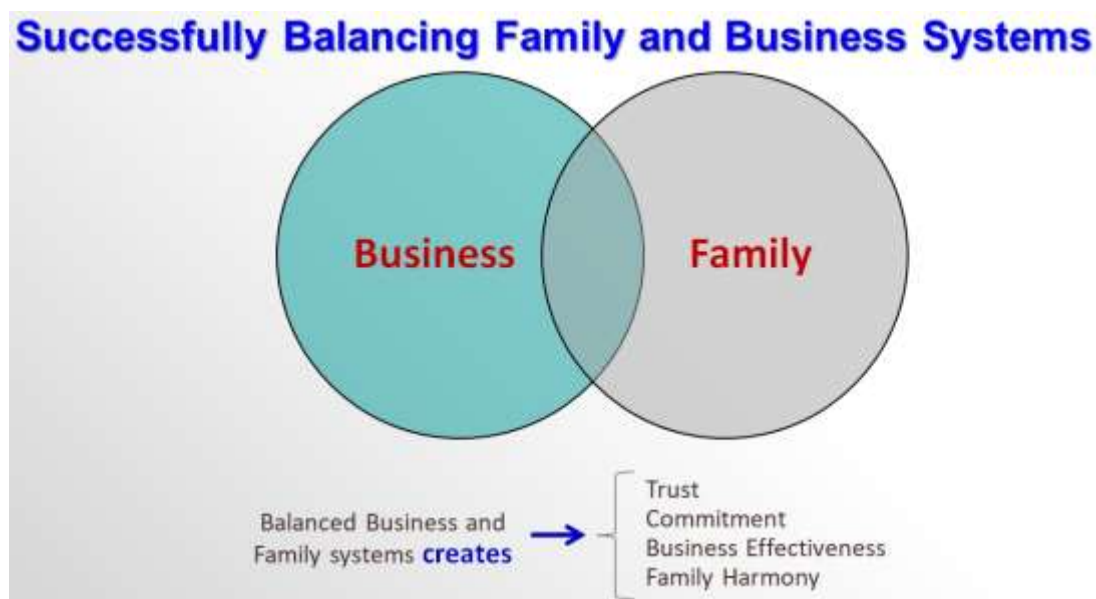 Successfully Balancing Family and Business Systems
Business
Family
Balanced Business and
Family systems creates
Trust
Commitment
Business Effectiveness
Family Harmony